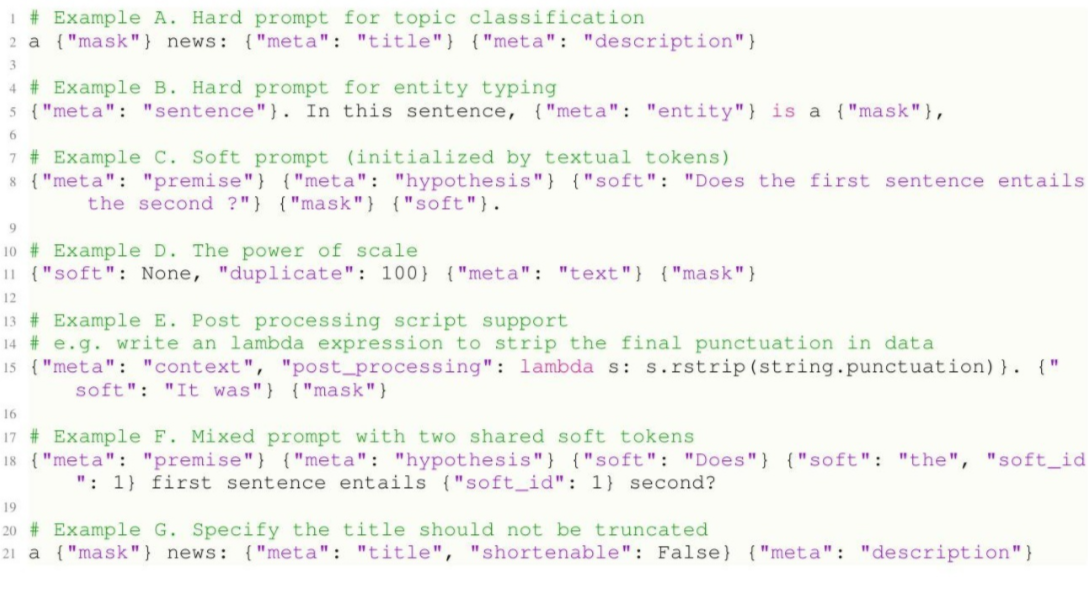 1 # Example A. Hard prompt for topic classification
2 a {"mask"} news: {"meta": "title"} {"meta": "description"}
3
4 # Example B. Hard prompt for entity typing
5 {"meta": "sentence"}. In this sentence, {"meta": "entity"} is a {"mask"},
6
7 # Example C. Soft prompt (initialized by textual tokens)
8 {"meta": "premise"} {"meta": "hypothesis"} {"soft": "Does the first sentence entails
the second ?"} {"mask"} {"soft"}.
9
10 # Example D. The power of scale
11 {"soft": None, "duplicate": 100} {"meta": "text"} {"mask"}
12
13 # Example E. Post processing script support
14 # e.g. write an lambda expression to strip the final punctuation in data
15 {"meta": "context", "post_processing": lambda s: s.rstrip(string.punctuation)}. {"
soft": "It was"} {"mask"}
16
17 # Example F. Mixed prompt with two shared soft tokens
18 {"meta": "premise"} {"meta": "hypothesis"} {"soft": "Does"} {"soft": "the", "soft_id
": 1} first sentence entails {"soft_id": 1} second?
19
20 # Example G. Specify the title should not be truncated
21 a {"mask"} news: {"meta": "title", "shortenable": False} {"meta": "description"}